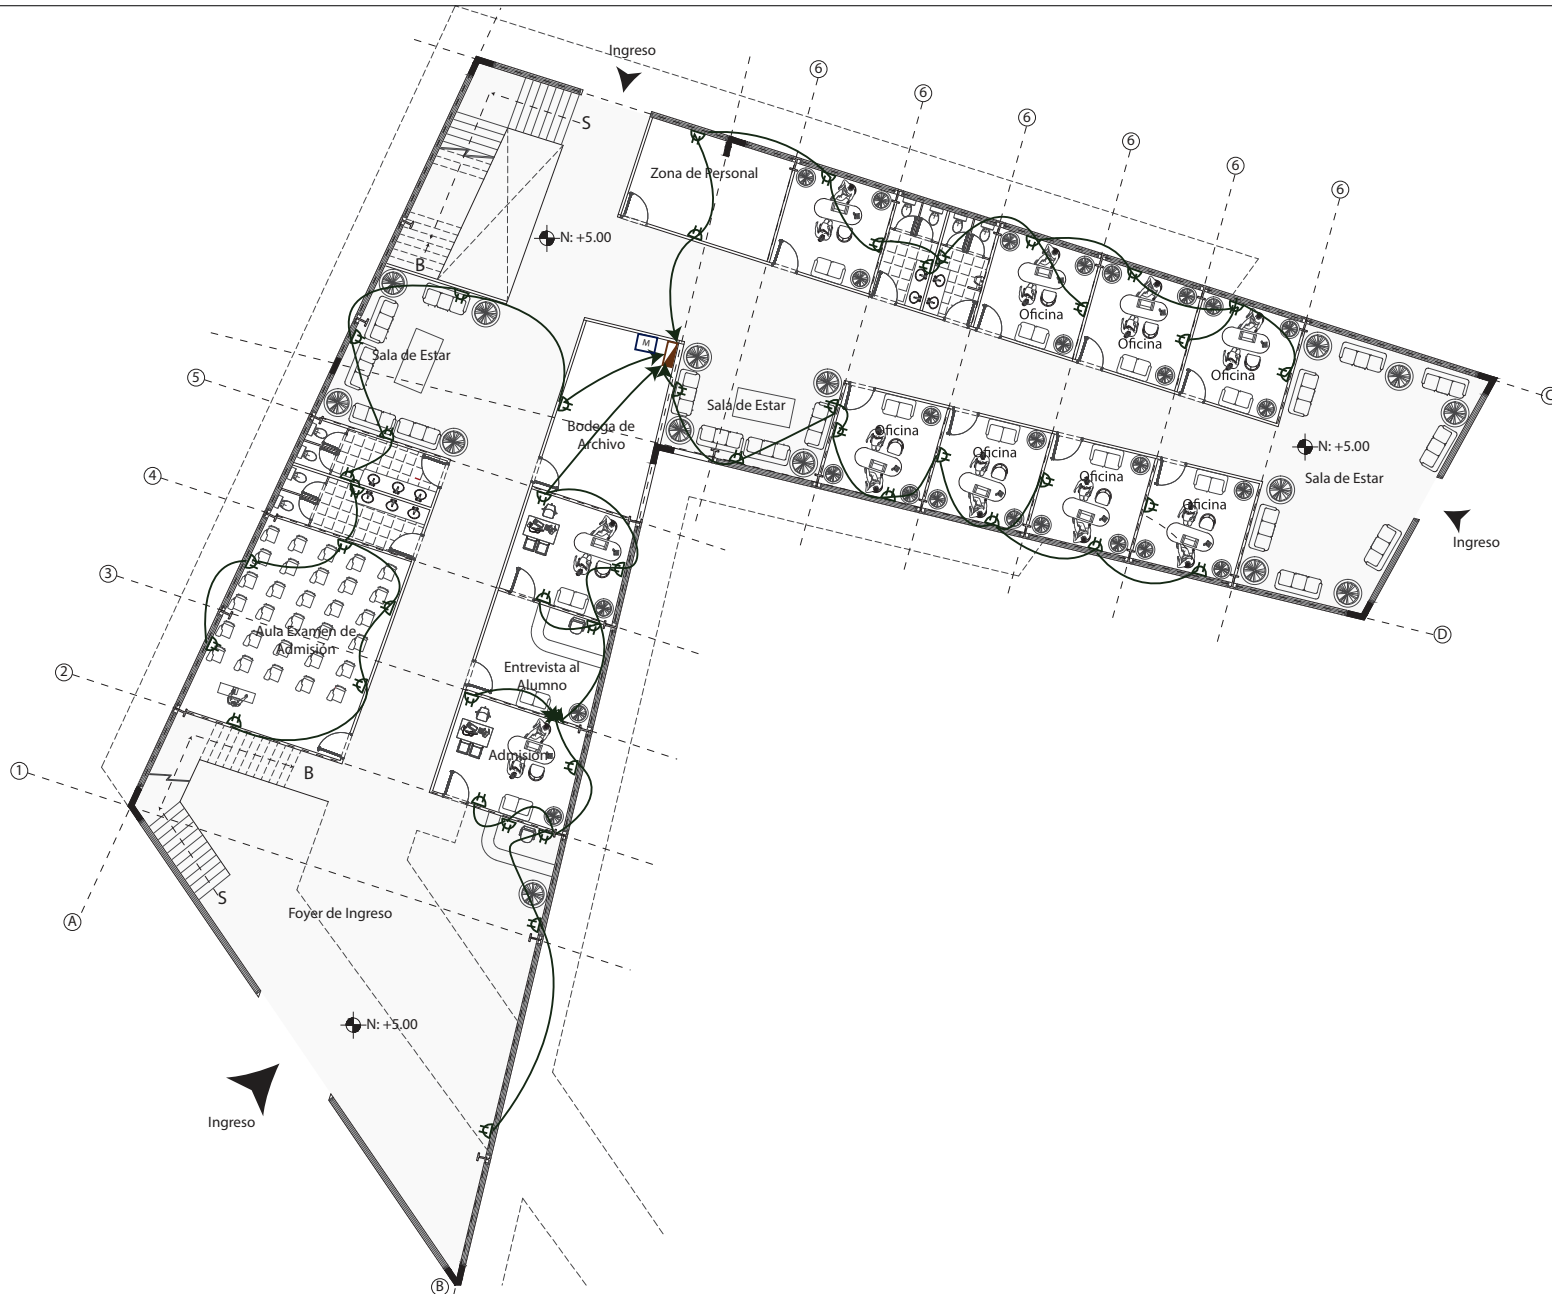 Ingreso
6
6
6
6
6
6
S
Zona de Personal
N: +5.00
B
Oficina
Oficina
Oficina
M
Sala de Estar
5
C
Sala de Estar
Bodega de
Archivo
Oficina
Oficina
Oficina
Oficina
N: +5.00
Sala de Estar
4
Ingreso
3
Aula Examen de
Admisión
D
2
Entrevista al
Alumno
Admisión
1
B
S
A
Foyer de Ingreso
N: +5.00
Ingreso
B